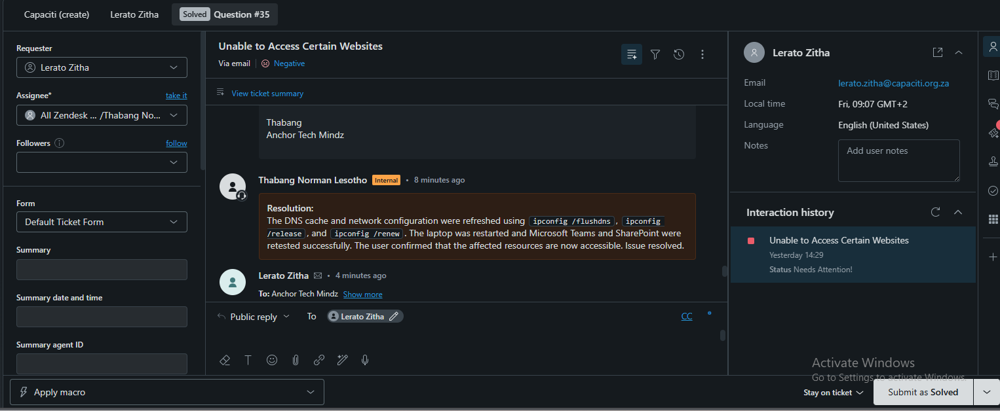 Capaciti (create)
Lerato Zitha
Solved Question #35
Requester
Lerato Zitha
Assignee*
take it
All Zendesk ... /Thabang No...
Followers
follow
Form
Default Ticket Form
Summary
Summary date and time
Summary agent ID
Unable to Access Certain Websites
Via email
Negative
View ticket summary
Thabang
Anchor Tech Mindz
Thabang Norman Lesotho Internal • 8 minutes ago
Resolution:
The DNS cache and network configuration were refreshed using ipconfig /flushdns, ipconfig
/release, and ipconfig /renew. The laptop was restarted and Microsoft Teams and SharePoint were
retested successfully. The user confirmed that the affected resources are now accessible. Issue resolved.
Lerato Zitha • 4 minutes ago
To: Anchor Tech Mindz Show more
Public reply
To
Lerato Zitha
CC
Lerato Zitha
Email
lerato.zitha@capaciti.org.za
Local time
Fri, 09:07 GMT+2
Language
English (United States)
Notes
Add user notes
Interaction history
Unable to Access Certain Websites
Yesterday 14:29
Status Needs Attention!
Activate Windows
Go to Settings to activate Windows.
Apply macro
Stay on ticket
Submit as Solved